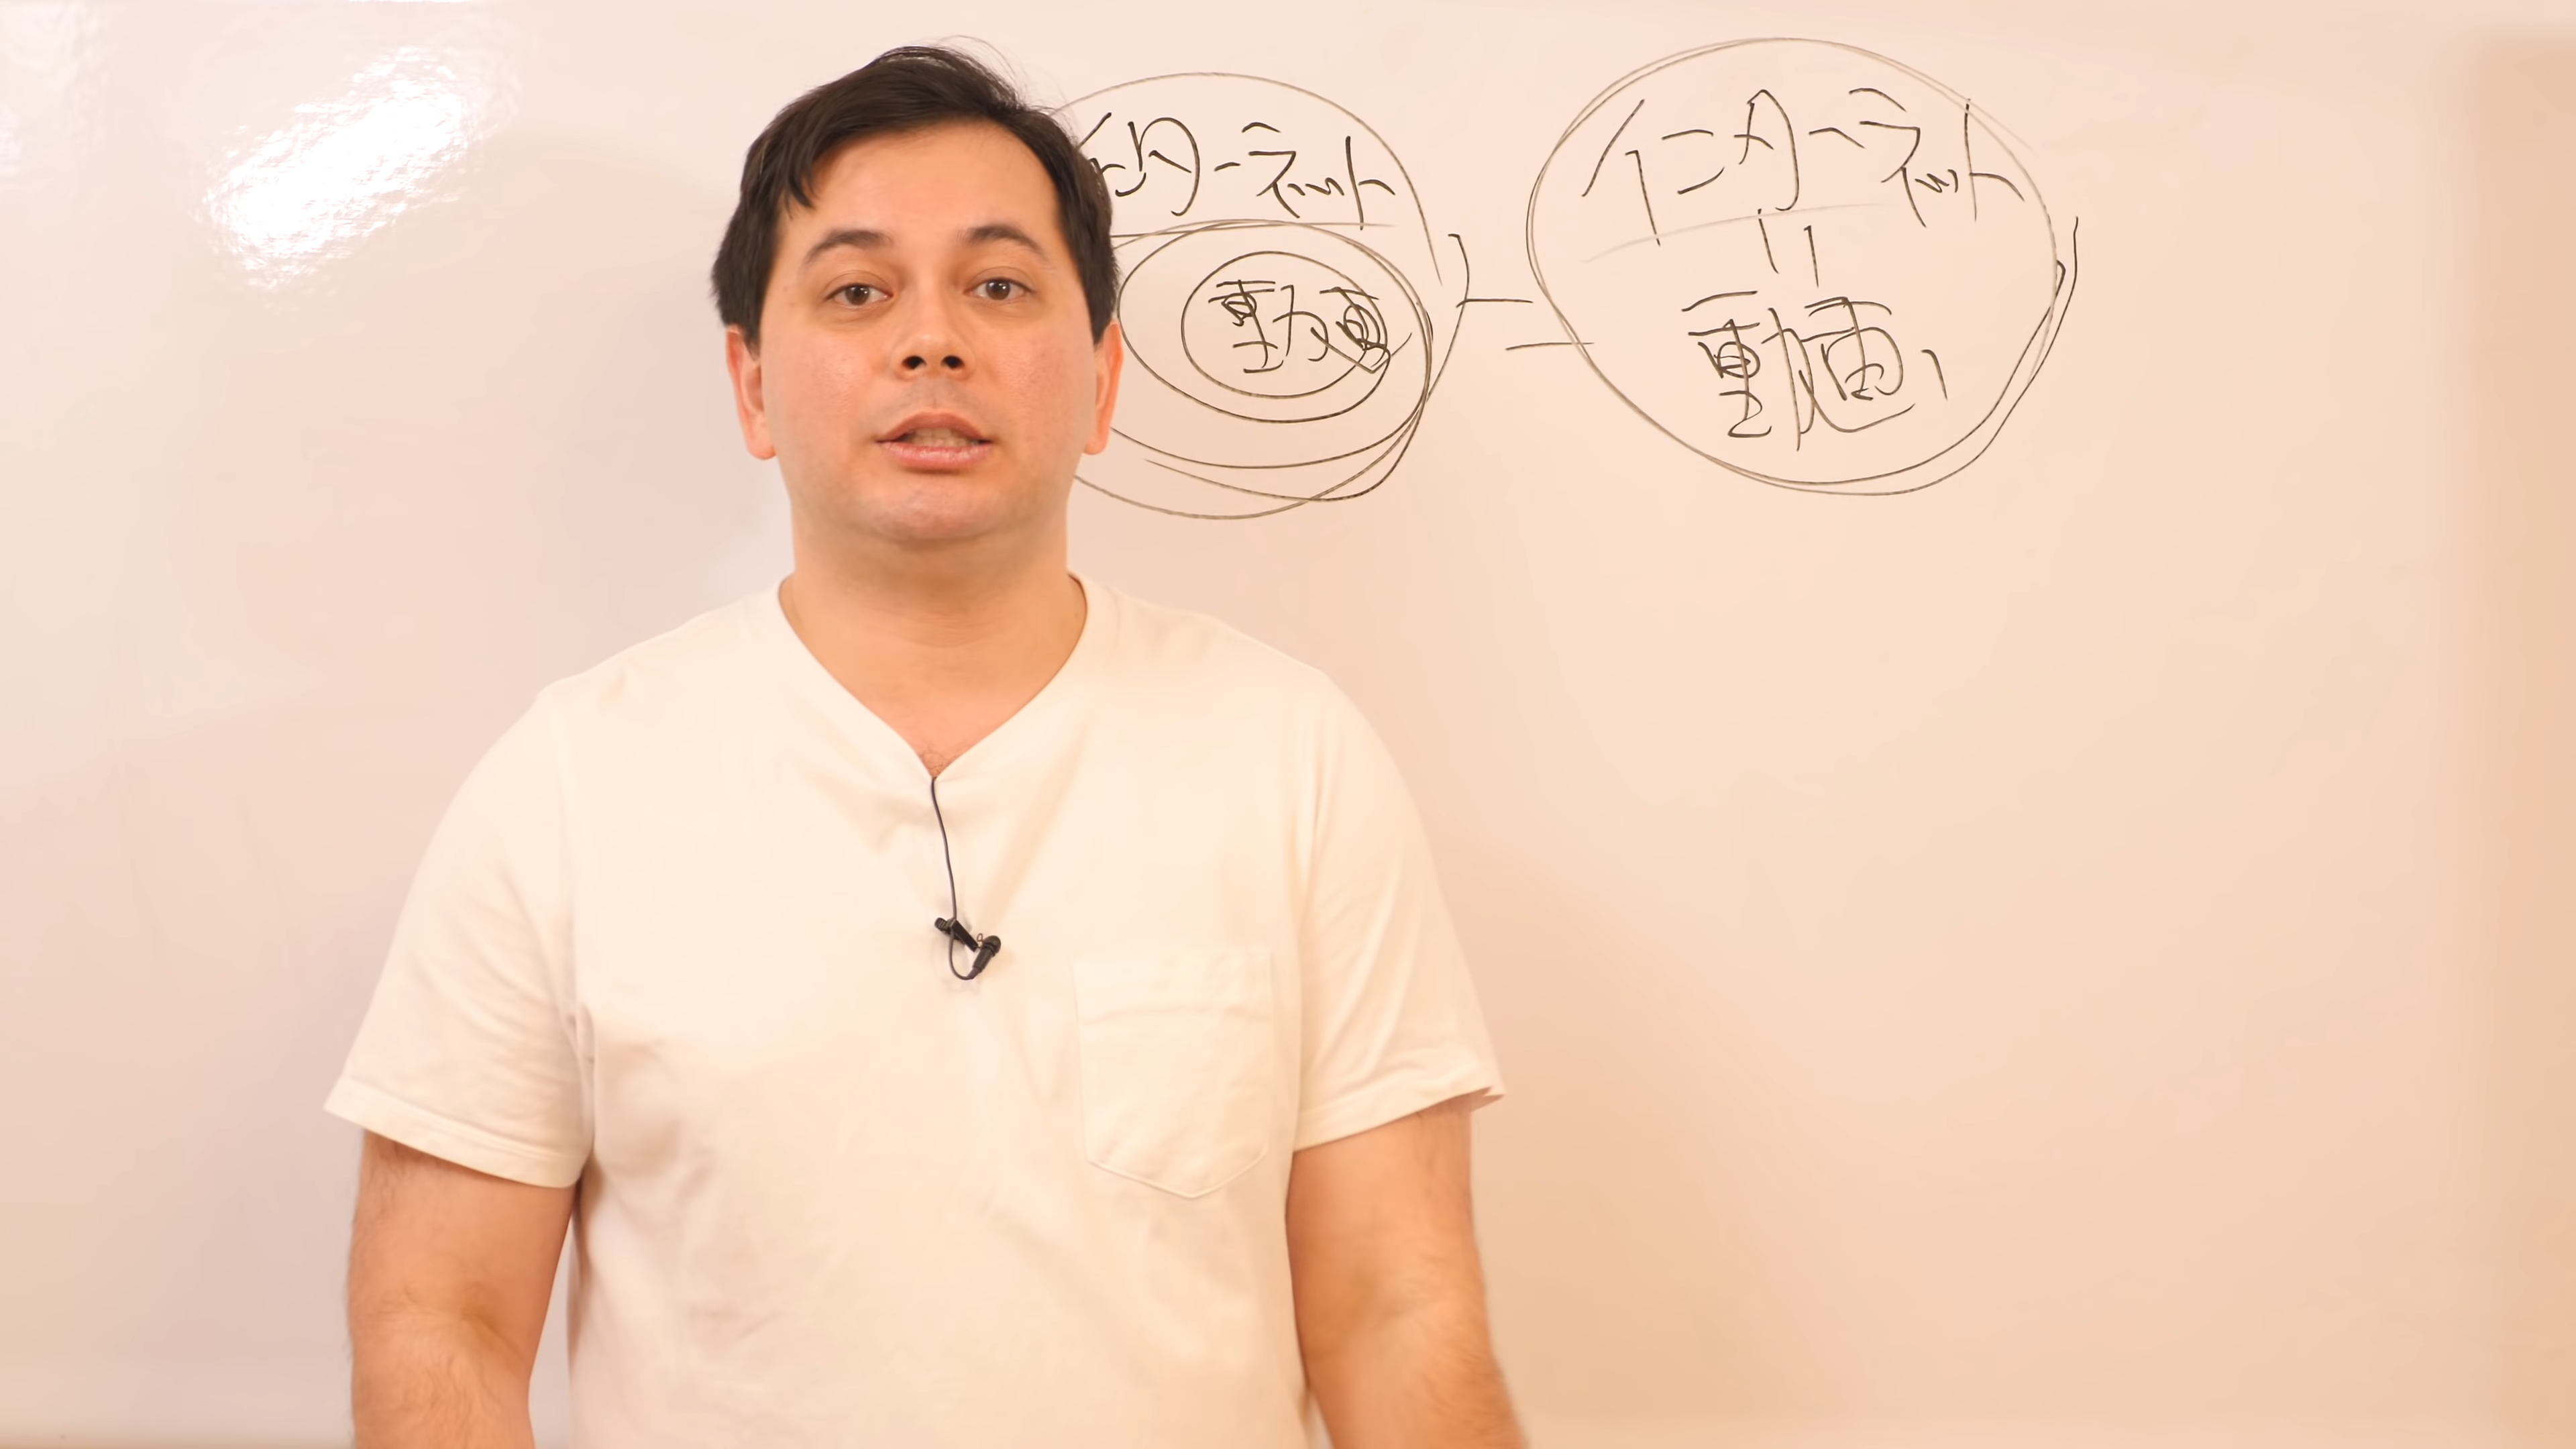 インターネット
動画
インターネット
=
動画